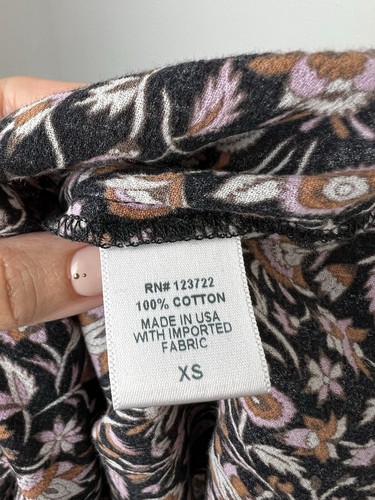 RN# 123722
100% COTTON
MADE IN USA
WITH IMPORTED
FABRIC
XS